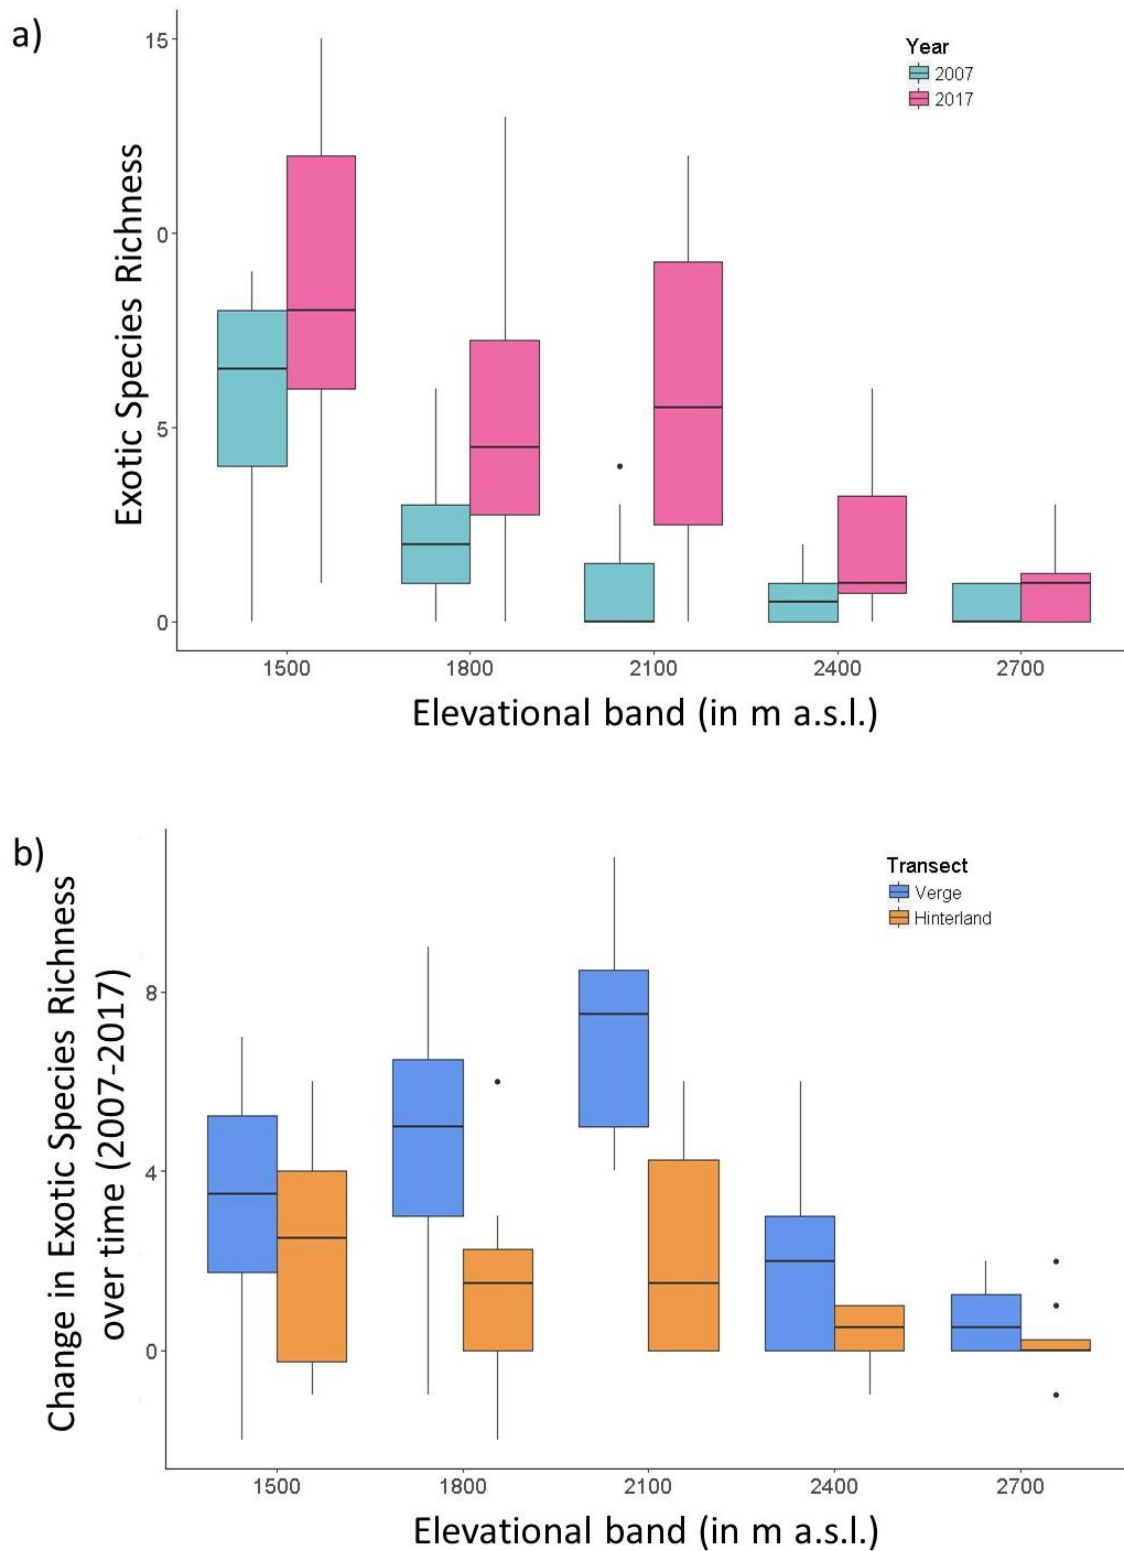 a)
Exotic Species Richness
15
0
5
0
Year
2007
2017
1500 1800 2100 2400 2700
Elevational band (in m a.s.l.)
b)
Change in Exotic Species Richness
over time (2007-2017)
8
4
0
Transect
Verge
Hinterland
1500 1800 2100 2400 2700
Elevational band (in m a.s.l.)